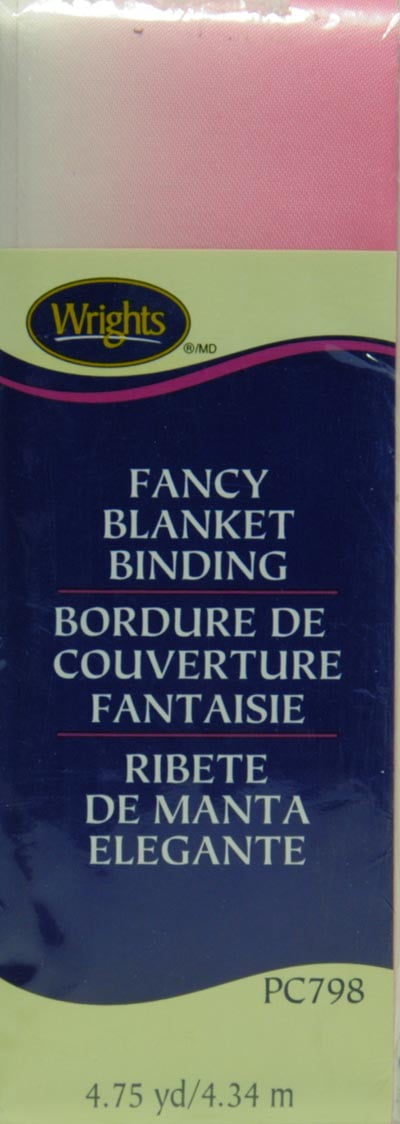 Wrights
®/MD
FANCY
BLANKET
BINDING
BORDURE DE
COUVERTURE
FANTAISIE
RIBETE
DE MANTA
ELEGANTE
PC798
4.75 yd/4.34 m